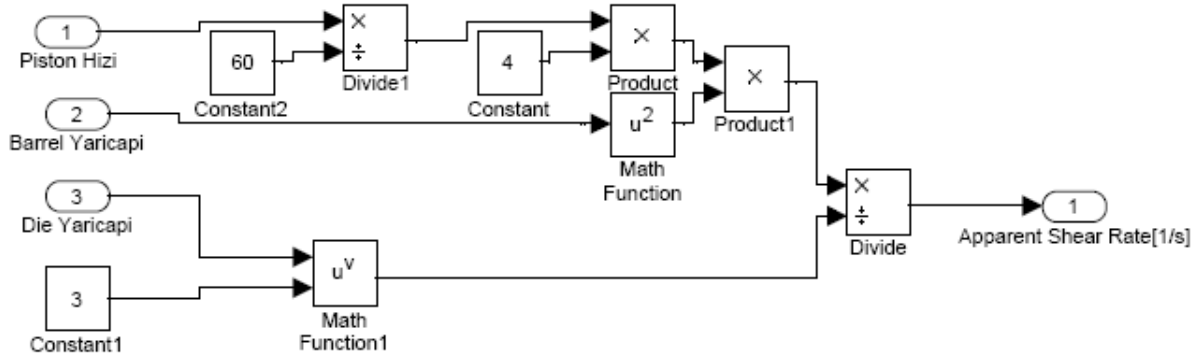 1
Piston Hizi
60
Constant2
×
÷
Divide1
4
Constant
×
Product
×
Product1
2
Barrel Yaricapi
u²
Math
Function
3
Die Yaricapi
3
Constant1
uᵛ
Math
Function1
×
÷
Divide
1
Apparent Shear Rate[1/s]